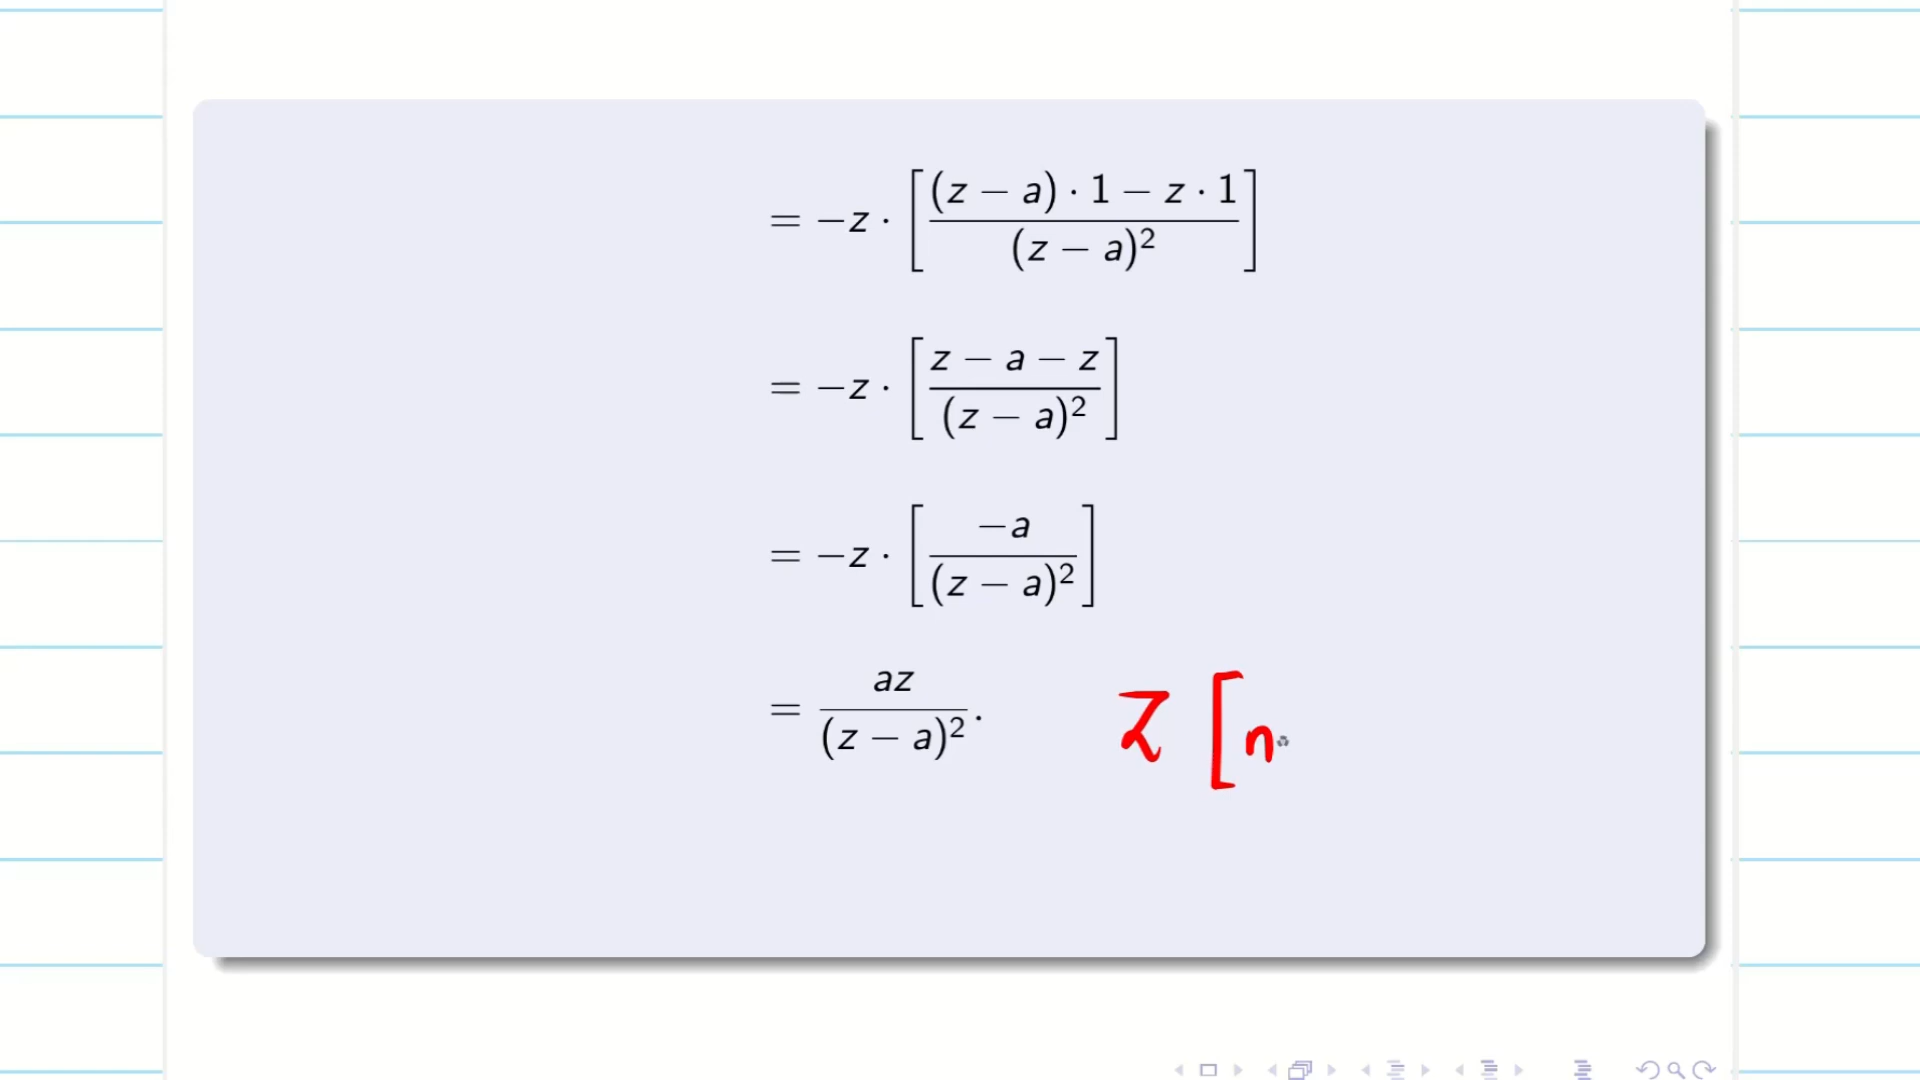 = −z · [ (z − a) · 1 − z · 1 / (z − a)² ]
= −z · [ z − a − z / (z − a)² ]
= −z · [ −a / (z − a)² ]
= az / (z − a)² . Z [ n